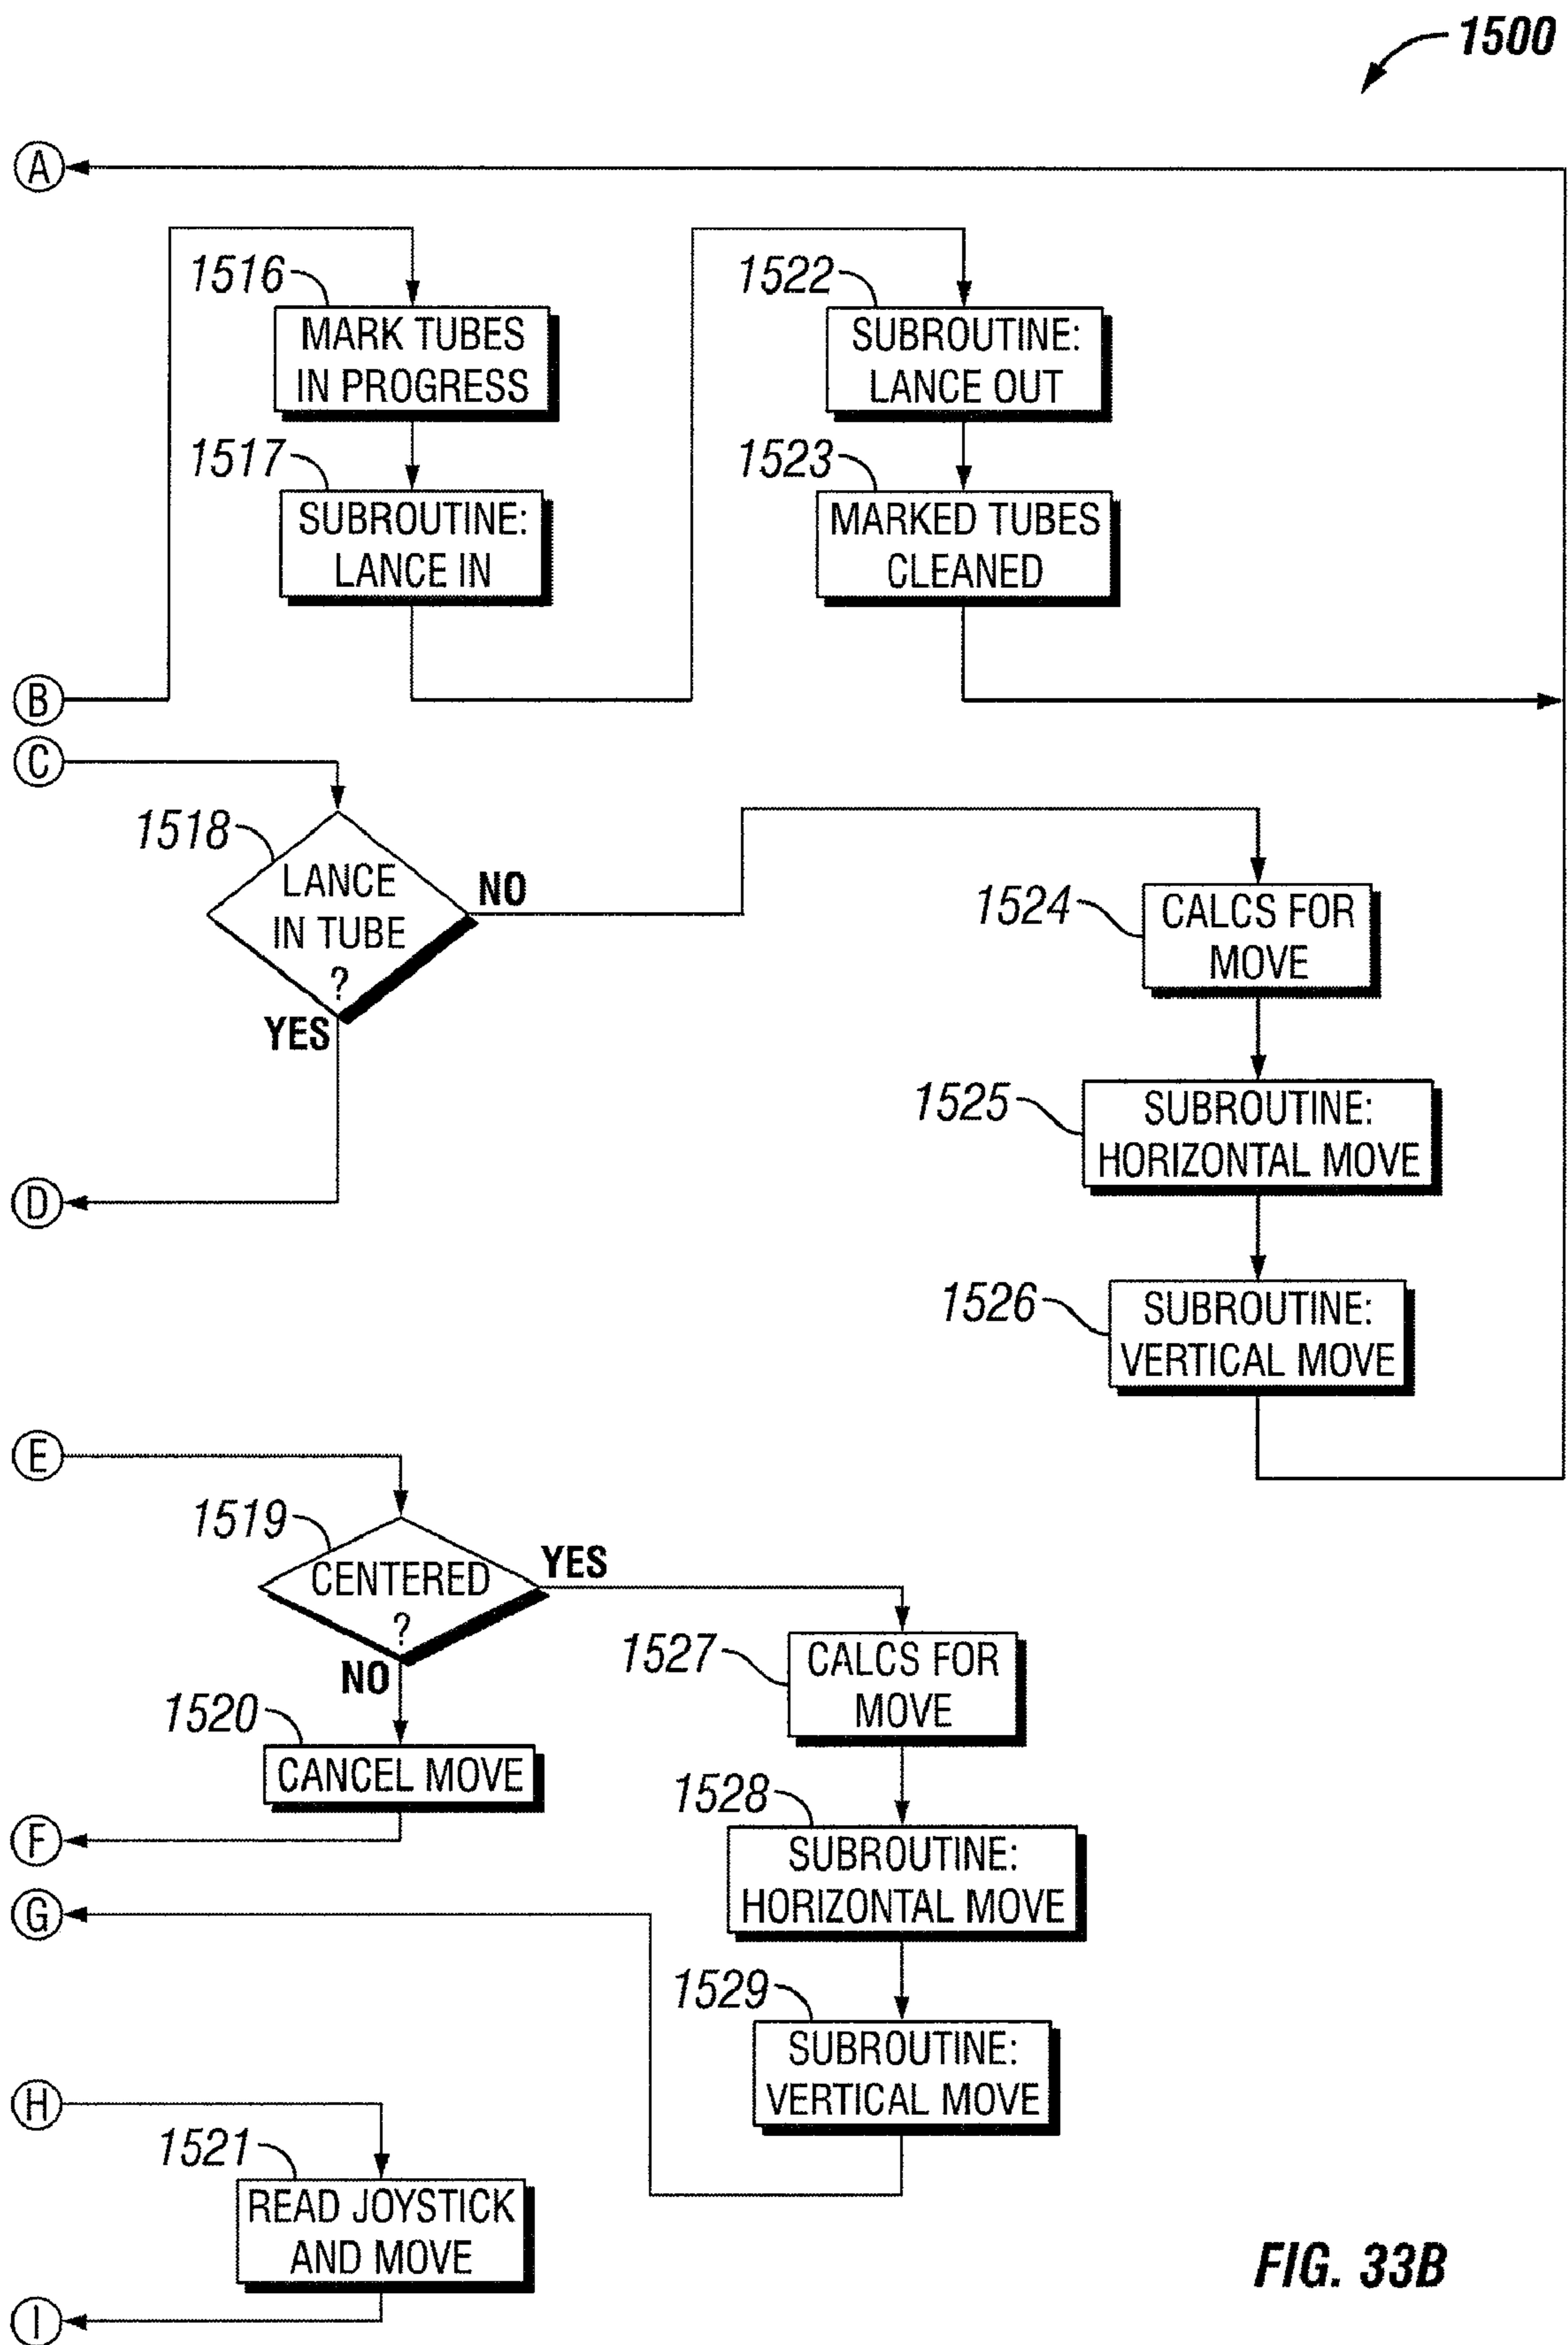 1500
A
1516
MARK TUBES
IN PROGRESS
1522
SUBROUTINE:
LANCE OUT
1517
SUBROUTINE:
LANCE IN
1523
MARKED TUBES
CLEANED
B
C
1518
LANCE
IN TUBE
?
NO
YES
1524
CALCS FOR
MOVE
1525
SUBROUTINE:
HORIZONTAL MOVE
D
1526
SUBROUTINE:
VERTICAL MOVE
E
1519
CENTERED
?
YES
NO
1527
CALCS FOR
MOVE
1520
CANCEL MOVE
F
1528
SUBROUTINE:
HORIZONTAL MOVE
G
1529
SUBROUTINE:
VERTICAL MOVE
H
1521
READ JOYSTICK
AND MOVE
I
FIG. 33B